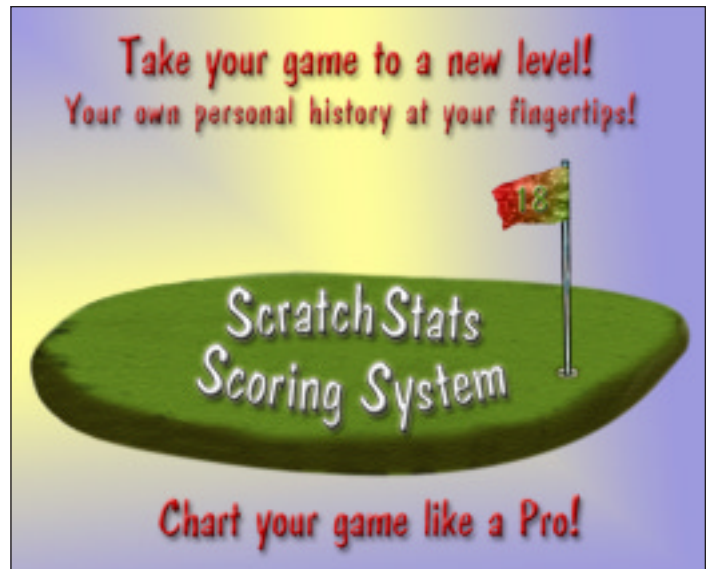 Take your game to a new level!
Your own personal history at your fingertips!
18
ScratchStats
Scoring System
Chart your game like a Pro!